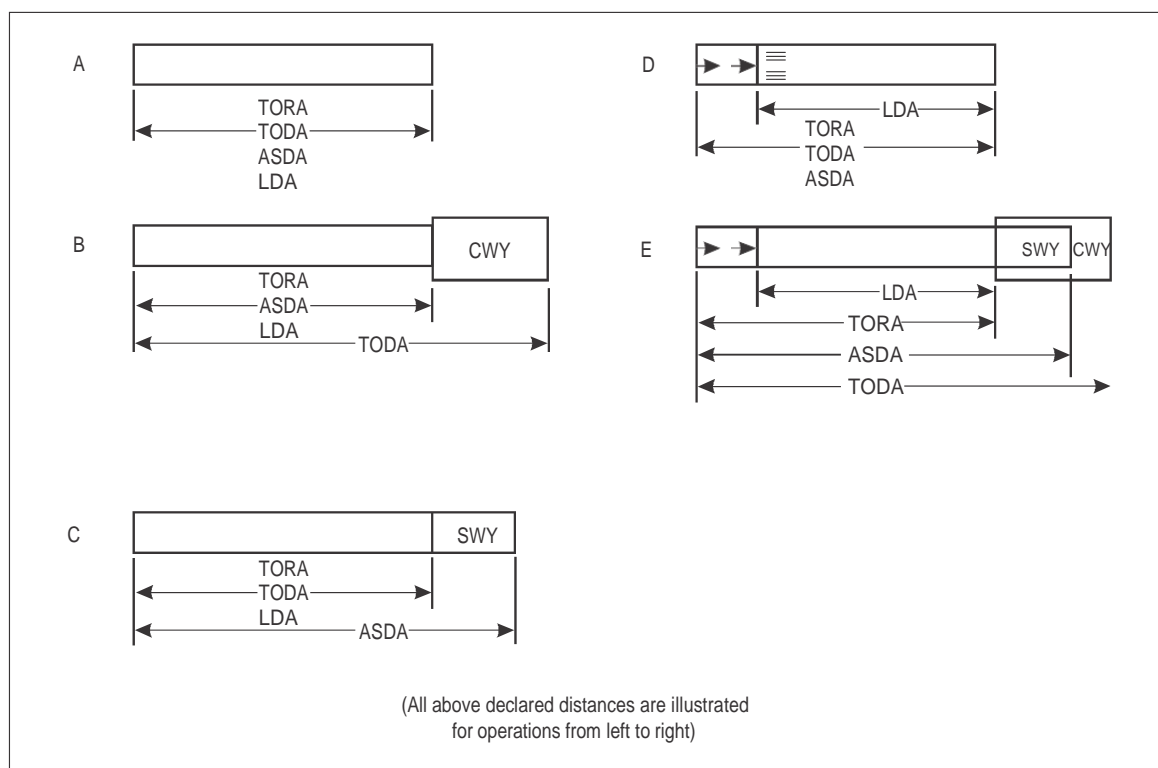 A
TORA
TODA
ASDA
LDA
B
CWY
TORA
ASDA
LDA
TODA
C
SWY
TORA
TODA
LDA
ASDA
D
LDA
TORA
TODA
ASDA
E
SWY CWY
LDA
TORA
ASDA
TODA
(All above declared distances are illustrated
for operations from left to right)